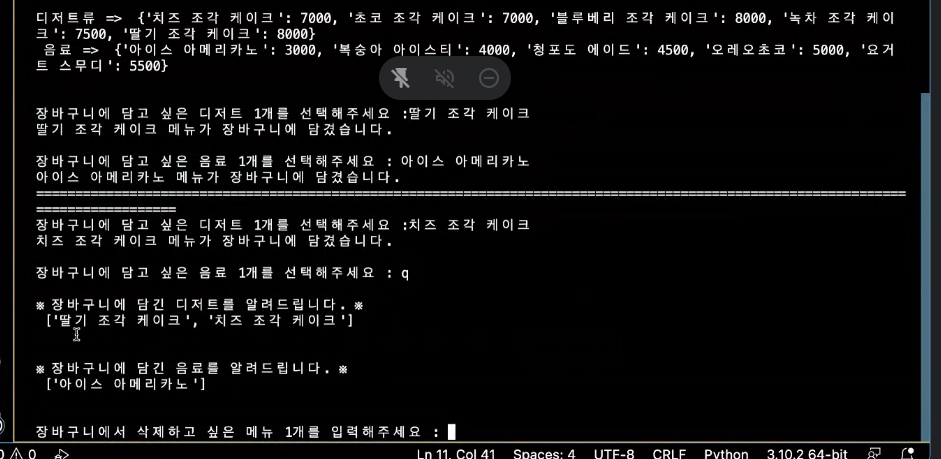 디저트류 => {'치즈 조각 케이크': 7000, '초코 조각 케이크': 7000, '블루베리 조각 케이크': 8000, '녹차 조각 케이
크': 7500, '딸기 조각 케이크': 8000}
음료 => {'아이스 아메리카노': 3000, '복숭아 아이스티': 4000, '청포도 에이드': 4500, '오레오초코': 5000, '요거
트 스무디': 5500}
장바구니에 담고 싶은 디저트 1개를 선택해주세요 :딸기 조각 케이크
딸기 조각 케이크 메뉴가 장바구니에 담겼습니다.
장바구니에 담고 싶은 음료 1개를 선택해주세요 : 아이스 아메리카노
아이스 아메리카노 메뉴가 장바구니에 담겼습니다.
장바구니에 담고 싶은 디저트 1개를 선택해주세요 :치즈 조각 케이크
치즈 조각 케이크 메뉴가 장바구니에 담겼습니다.
장바구니에 담고 싶은 음료 1개를 선택해주세요 : q
※ 장바구니에 담긴 디저트를 알려드립니다. ※
['딸기 조각 케이크', '치즈 조각 케이크']
※ 장바구니에 담긴 음료를 알려드립니다. ※
['아이스 아메리카노']
장바구니에서 삭제하고 싶은 메뉴 1개를 입력해주세요 :
0 Ln 11, Col 41 Spaces: 4 UTF-8 CRLF Python 3.10.2 64-bit